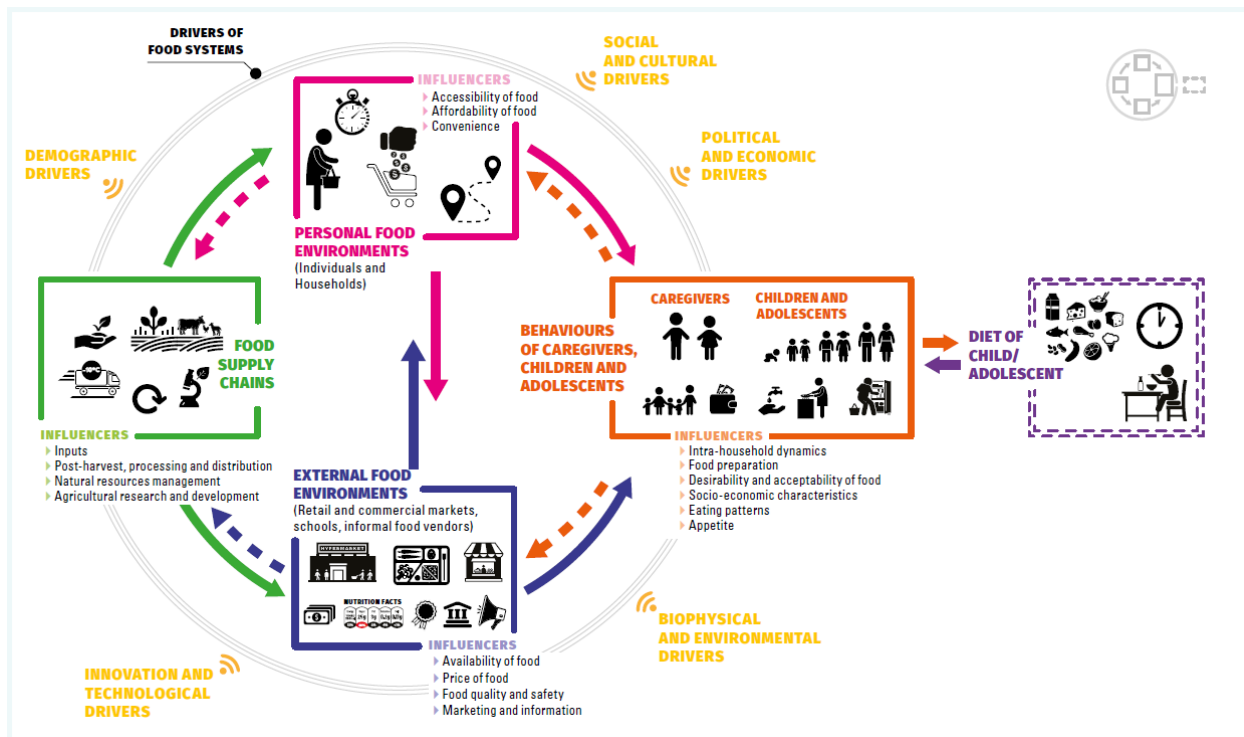 DRIVERS OF
FOOD SYSTEMS
SOCIAL
AND CULTURAL
DRIVERS
POLITICAL
AND ECONOMIC
DRIVERS
DEMOGRAPHIC
DRIVERS
INFLUENCERS
Accessibility of food
Affordability of food
Convenience
PERSONAL FOOD
ENVIRONMENTS
(Individuals and
Households)
FOOD
SUPPLY
CHAINS
INFLUENCERS
Inputs
Post-harvest, processing and distribution
Natural resources management
Agricultural research and development
BEHAVIOURS
OF CAREGIVERS,
CHILDREN AND
ADOLESCENTS
CAREGIVERS
CHILDREN AND
ADOLESCENTS
INFLUENCERS
Intra-household dynamics
Food preparation
Desirability and acceptability of food
Socio-economic characteristics
Eating patterns
Appetite
DIET OF
CHILD/
ADOLESCENT
EXTERNAL FOOD
ENVIRONMENTS
(Retail and commercial markets,
schools, informal food vendors)
HYPERMARKET
NUTRITION FACTS
INFLUENCERS
Availability of food
Price of food
Food quality and safety
Marketing and information
BIOPHYSICAL
AND ENVIRONMENTAL
DRIVERS
INNOVATION AND
TECHNOLOGICAL
DRIVERS